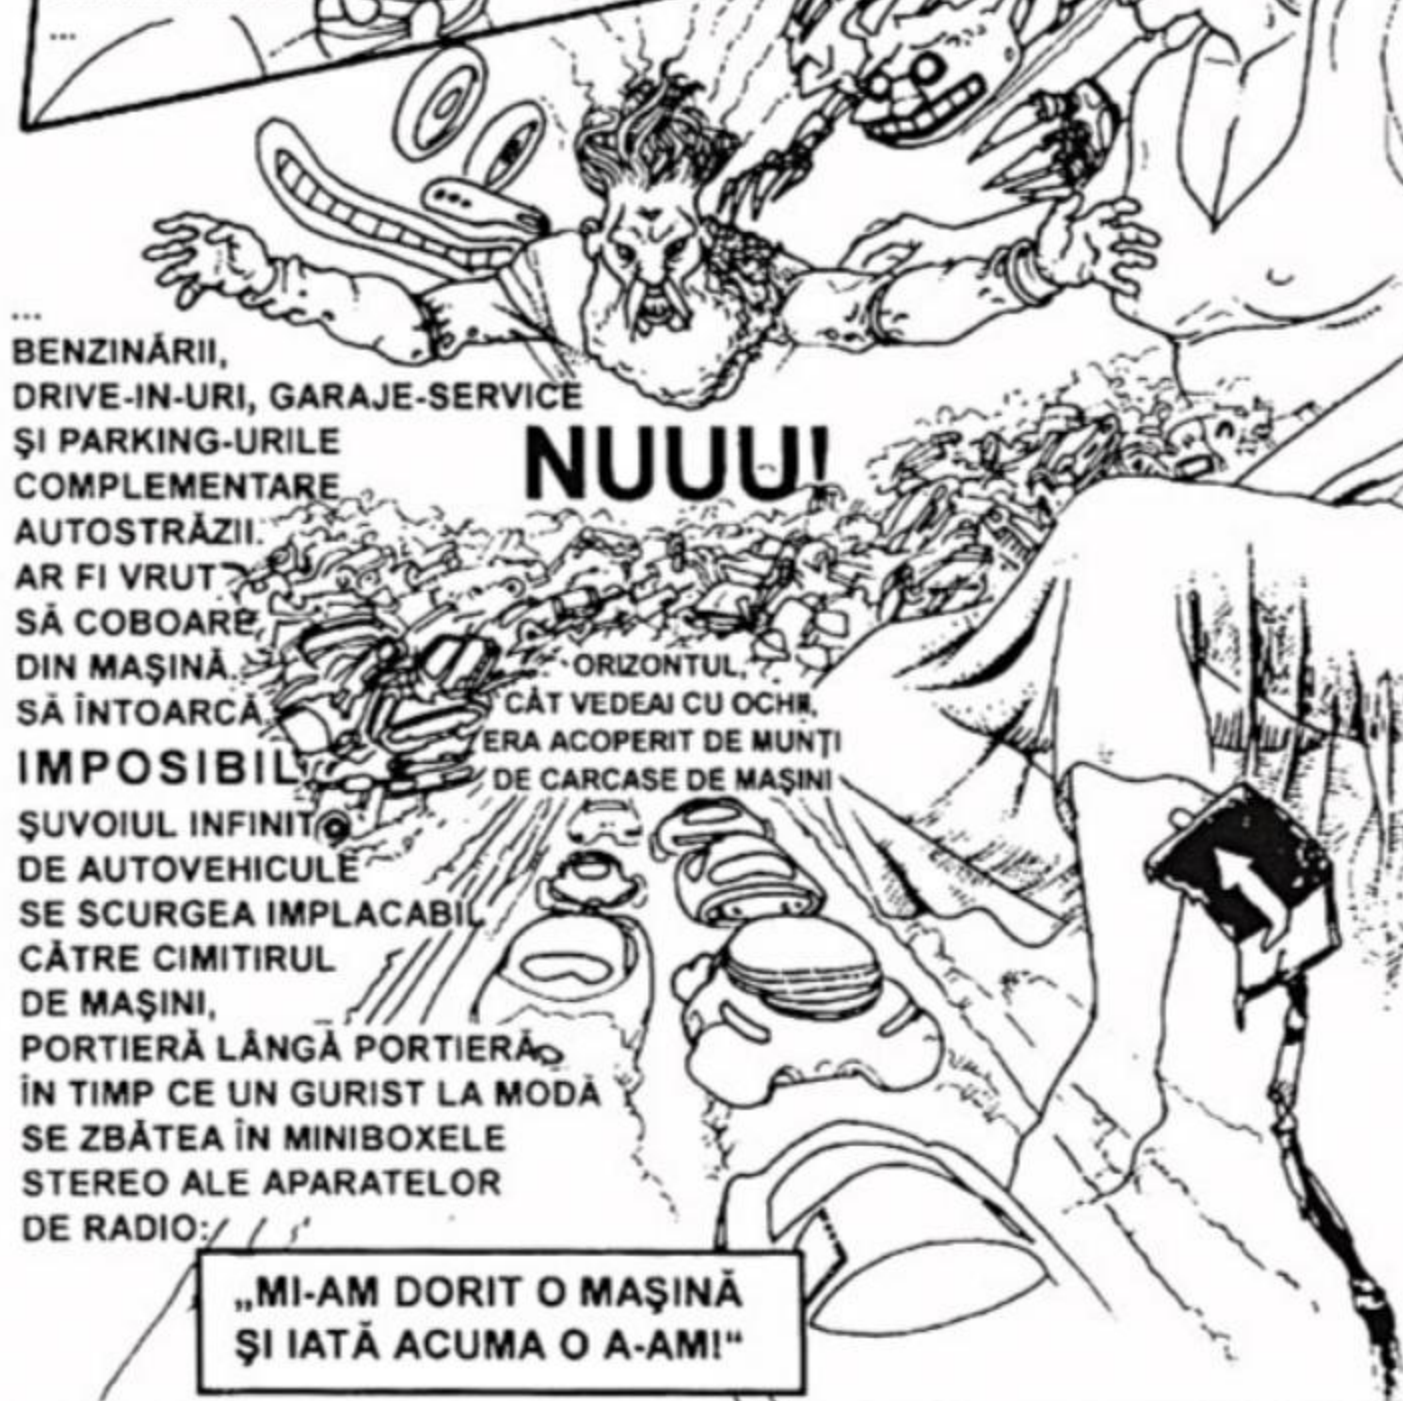 ...
...
BENZINĂRII,
DRIVE-IN-URI, GARAJE-SERVICE
ŞI PARKING-URILE
COMPLEMENTARE
AUTOSTRĂZII.
AR FI VRUT
SĂ COBOARE,
DIN MAŞINĂ.
SĂ ÎNTOARCĂ.
IMPOSIBIL
ŞUVOIUL INFINIT
DE AUTOVEHICULE
SE SCURGEA IMPLACABIL
CĂTRE CIMITIRUL
DE MAŞINI,
PORTIERĂ LÂNGĂ PORTIERĂ,
ÎN TIMP CE UN GURIST LA MODĂ
SE ZBĂTEA ÎN MINIBOXELE
STEREO ALE APARATELOR
DE RADIO:
NUUU!
ORIZONTUL,
CÂT VEDEAI CU OCHII,
ERA ACOPERIT DE MUNŢI
DE CARCASE DE MAŞINI
„MI-AM DORIT O MAŞINĂ
ŞI IATĂ ACUMA O A-AM!“